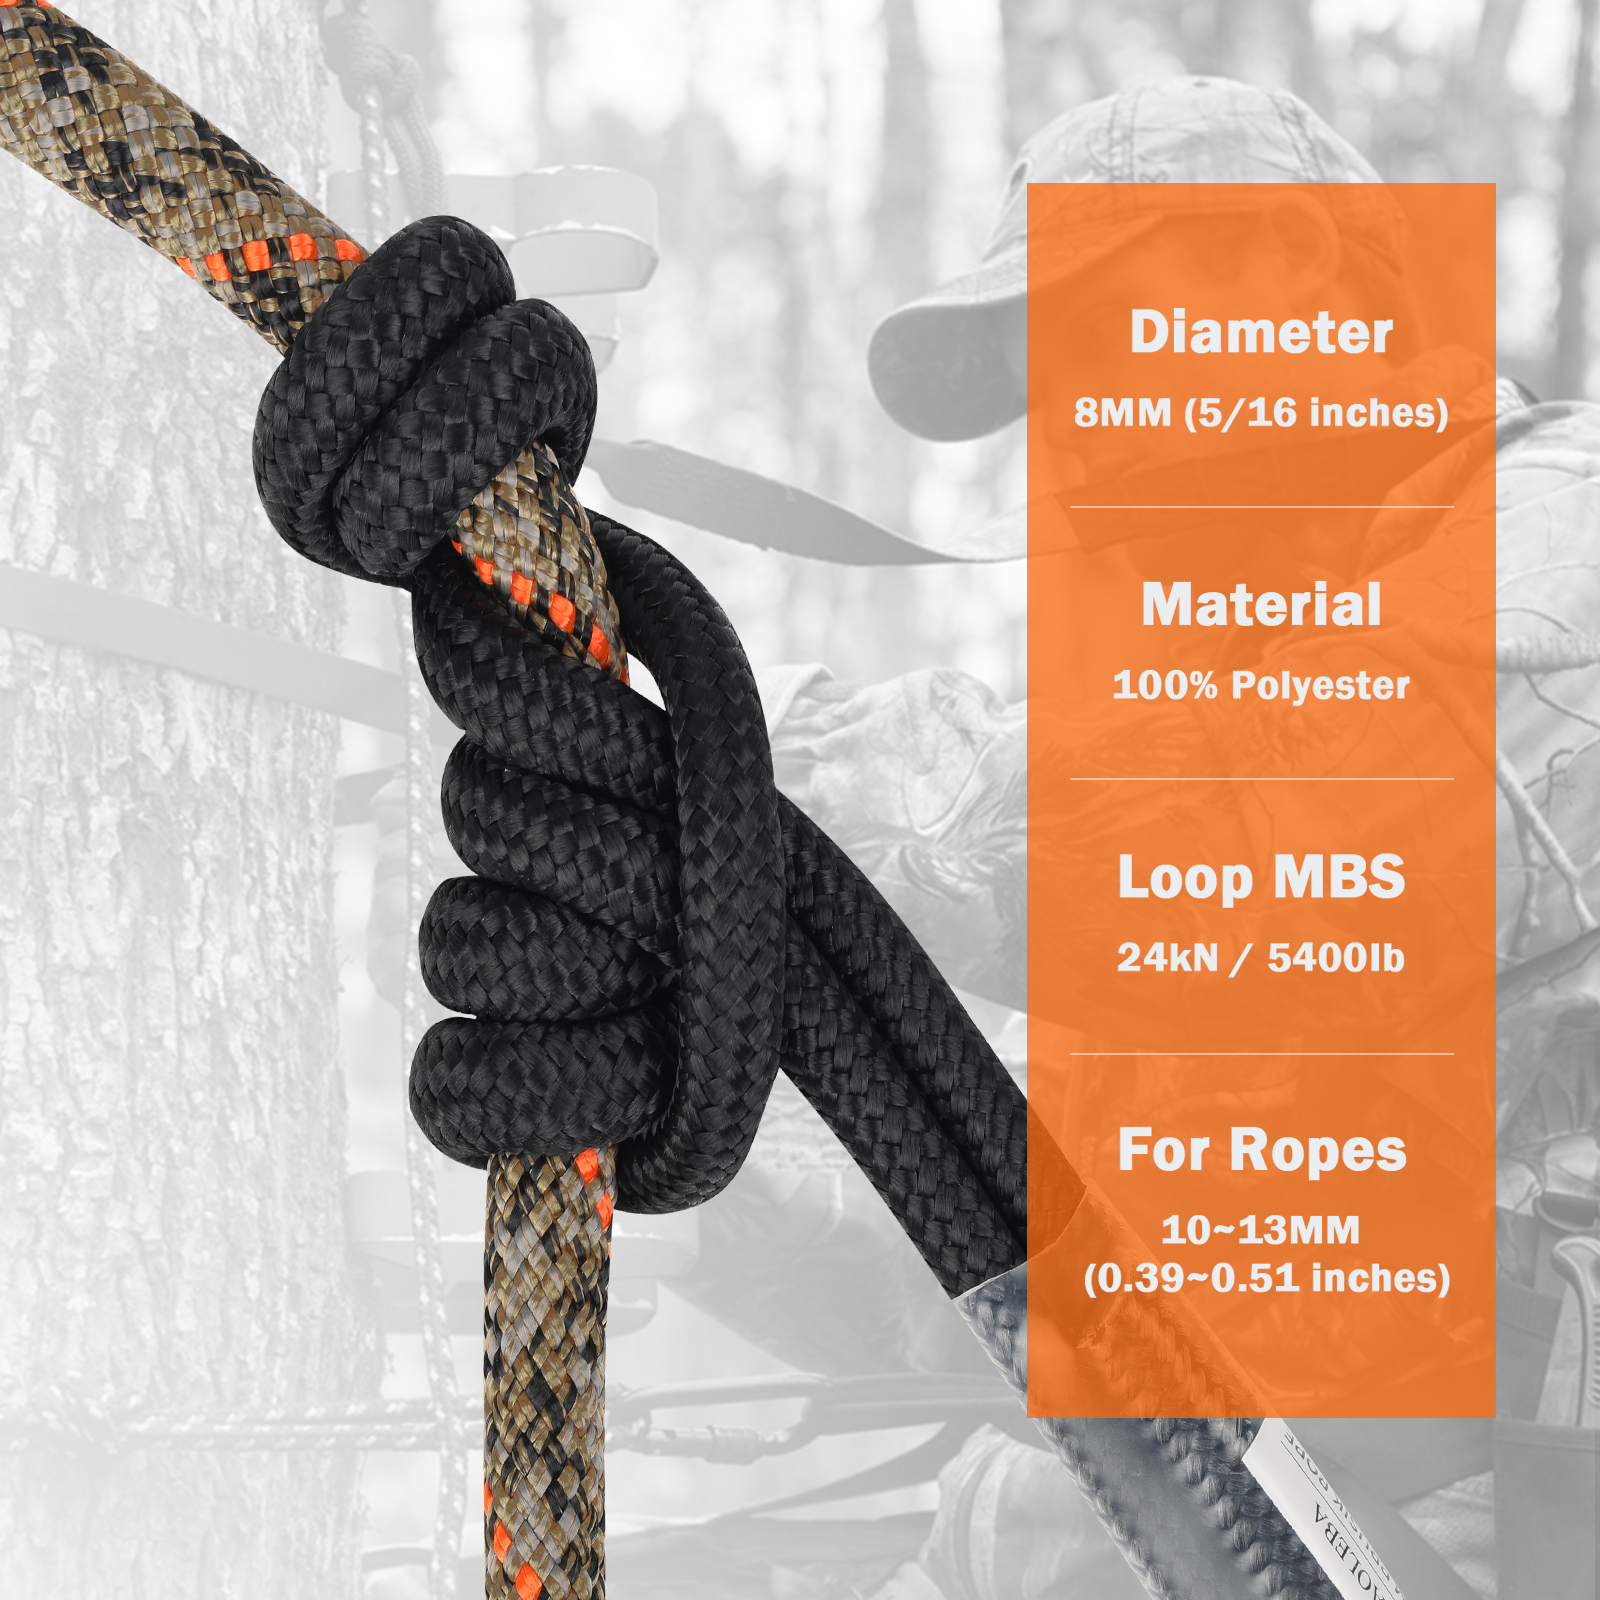 Diameter
8MM (5/16 inches)
Material
100% Polyester
Loop MBS
24kN / 5400lb
For Ropes
10~13MM
(0.39~0.51 inches)
AOLEBA